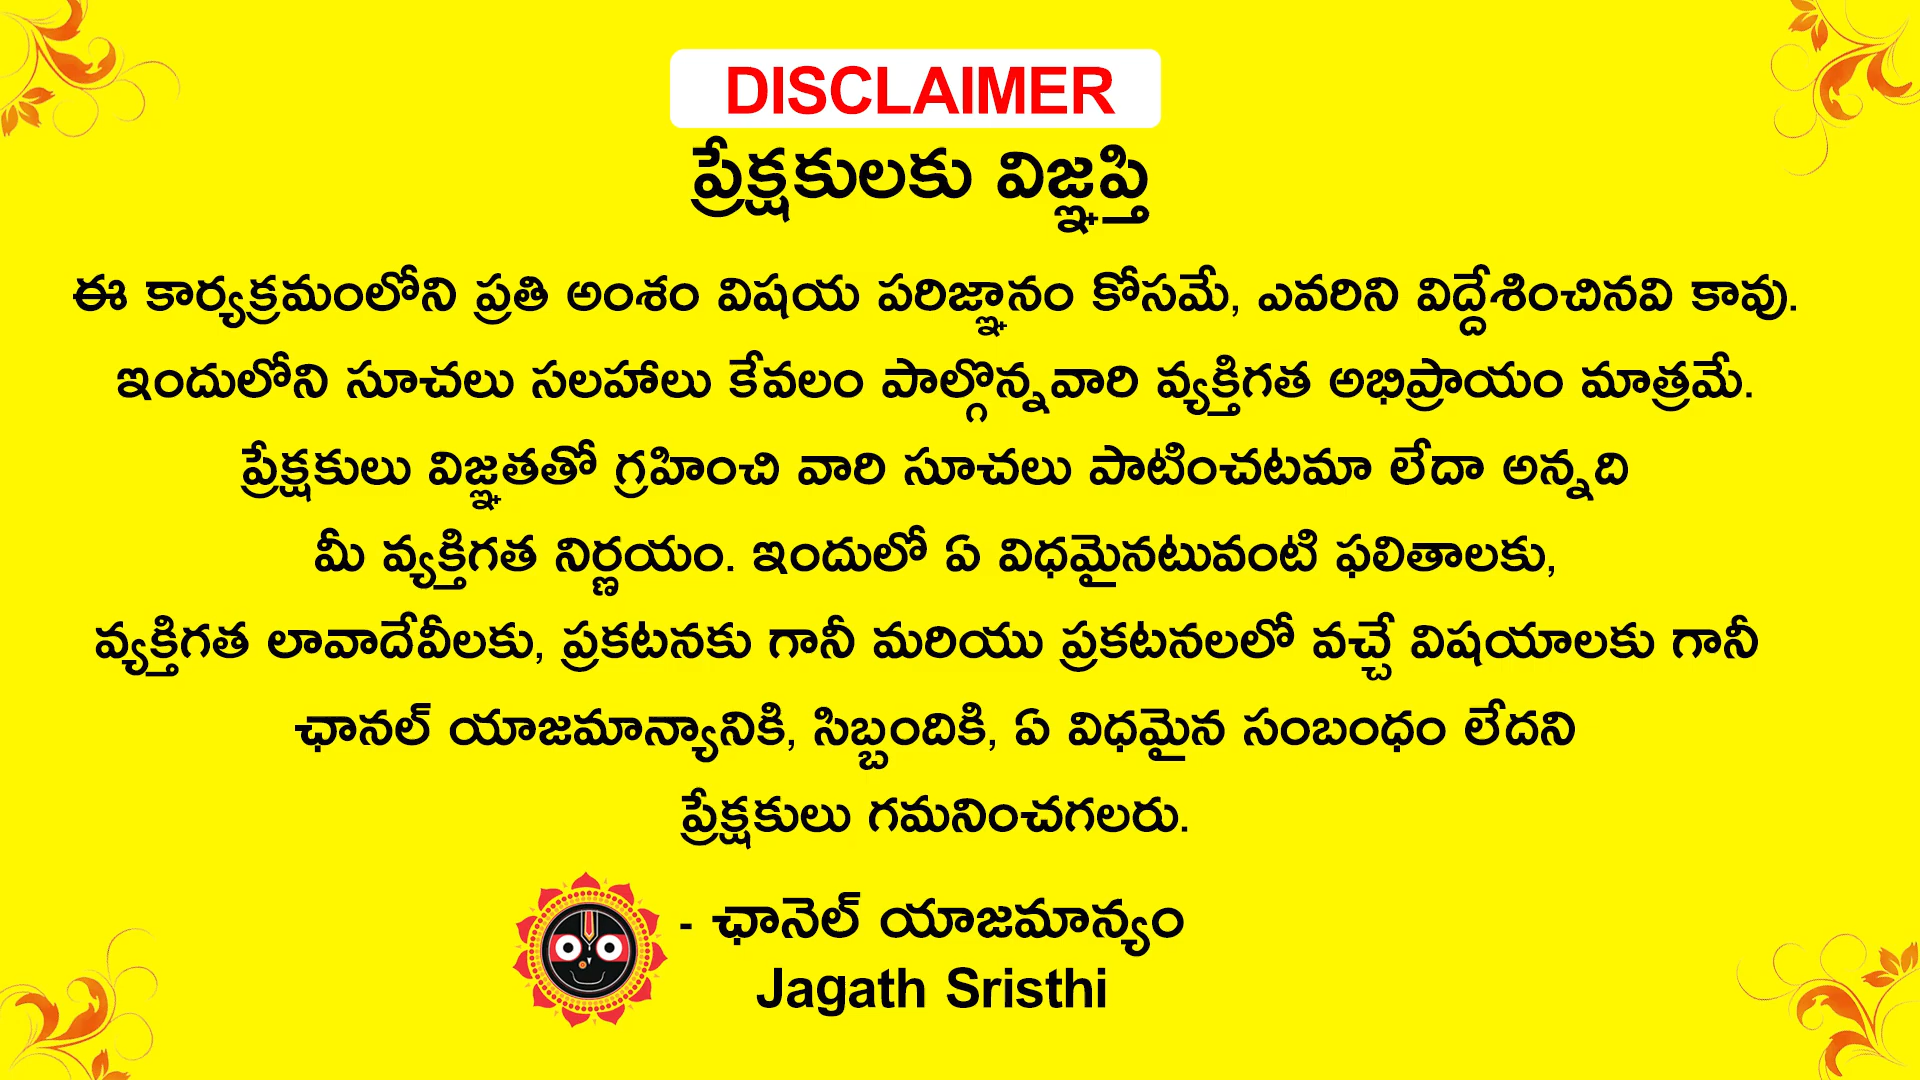 DISCLAIMER
ప్రేక్షకులకు విజ్ఞప్తి
ఈ కార్యక్రమంలోని ప్రతి అంశం విషయ పరిజ్ఞానం కోసమే, ఎవరిని విద్దేశించినవి కావు.
ఇందులోని సూచలు సలహాలు కేవలం పాల్గొన్నవారి వ్యక్తిగత అభిప్రాయం మాత్రమే.
ప్రేక్షకులు విజ్ఞతతో గ్రహించి వారి సూచలు పాటించటమా లేదా అన్నది
మీ వ్యక్తిగత నిర్ణయం. ఇందులో ఏ విధమైనటువంటి ఫలితాలకు,
వ్యక్తిగత లావాదేవీలకు, ప్రకటనకు గానీ మరియు ప్రకటనలలో వచ్చే విషయాలకు గానీ
ఛానల్ యాజమాన్యానికి, సిబ్బందికి, ఏ విధమైన సంబంధం లేదని
ప్రేక్షకులు గమనించగలరు.
- ఛానెల్ యాజమాన్యం
Jagath Sristhi